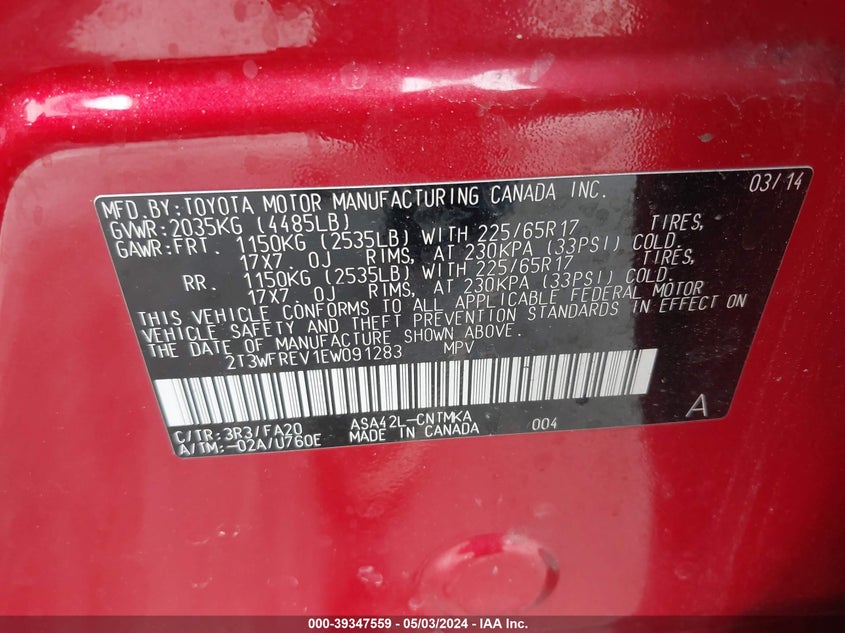 MFD.BY:TOYOTA MOTOR MANUFACTURING CANADA INC. 03/14
GVWR:2035KG (4485LB)
GAWR:FRT. 1150KG (2535LB) WITH 225/65R17 TIRES,
17X7.0J RIMS, AT 230KPA (33PSI) COLD.
RR. 1150KG (2535LB) WITH 225/65R17 TIRES,
17X7.0J RIMS, AT 230KPA (33PSI) COLD.
THIS VEHICLE CONFORMS TO ALL APPLICABLE FEDERAL MOTOR
VEHICLE SAFETY AND THEFT PREVENTION STANDARDS IN EFFECT ON
THE DATE OF MANUFACTURE SHOWN ABOVE.
2T3WFREV1EW091283 MPV
A
C/TR:3R3/FA20 ASA42L-CNTMKA 004
A/TM:-02A/U760E MADE IN CANADA
000-39347559 - 05/03/2024 - IAA Inc.